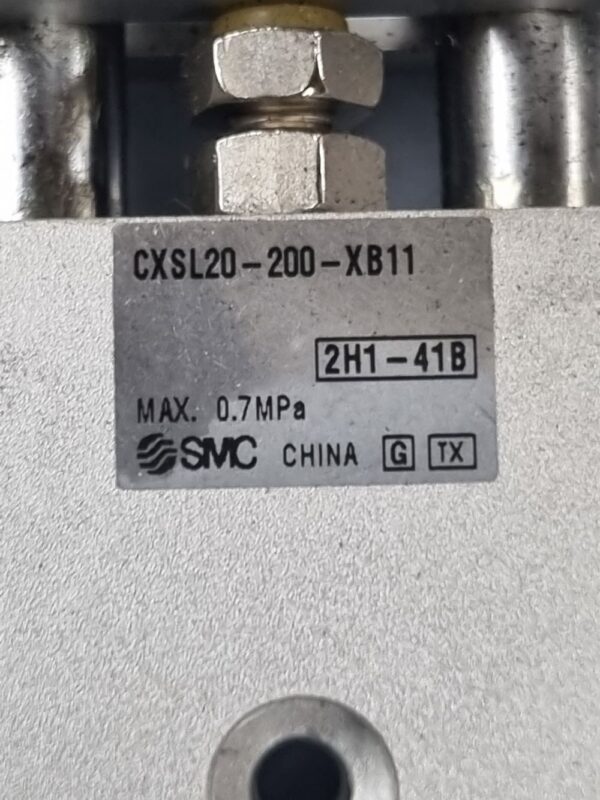 CXSL20-200-XB11
2H1-41B
MAX. 0.7MPa
SMC CHINA G TX